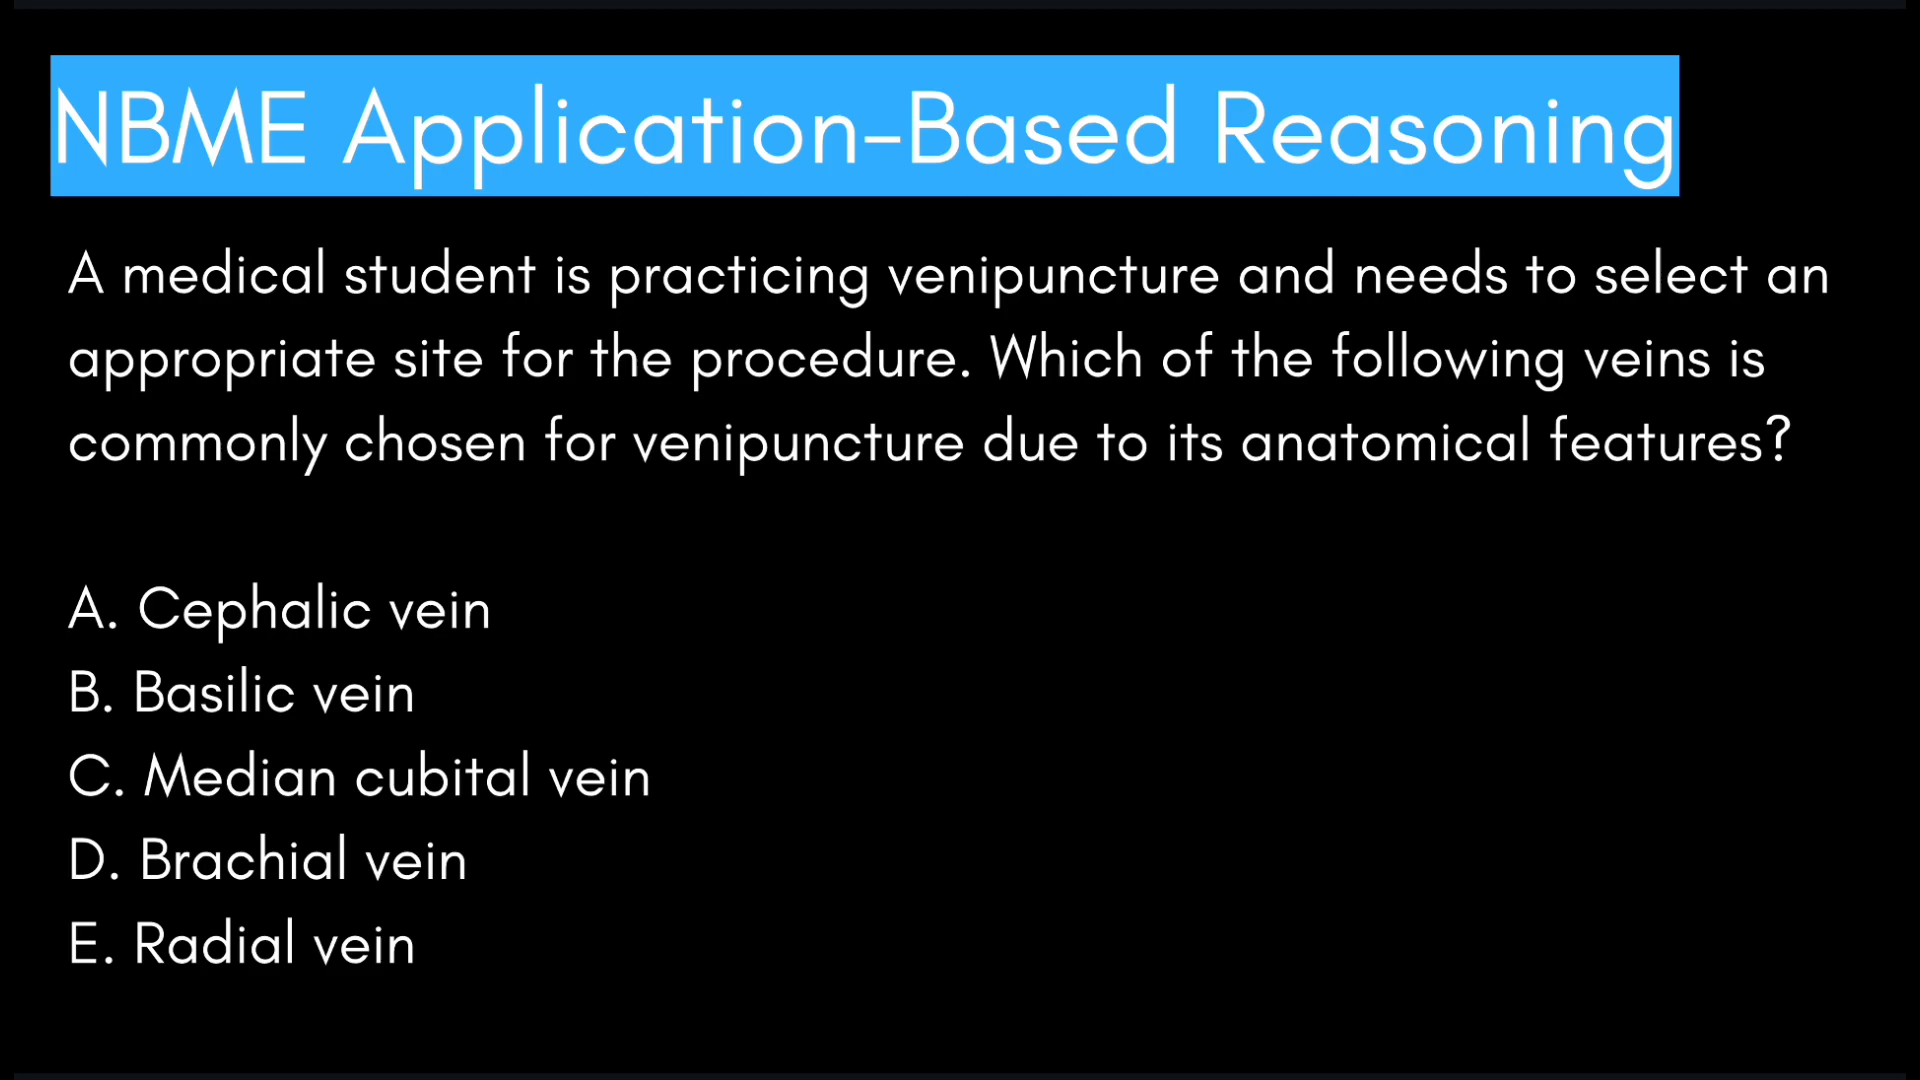 NBME Application-Based Reasoning
A medical student is practicing venipuncture and needs to select an
appropriate site for the procedure. Which of the following veins is
commonly chosen for venipuncture due to its anatomical features?
A. Cephalic vein
B. Basilic vein
C. Median cubital vein
D. Brachial vein
E. Radial vein